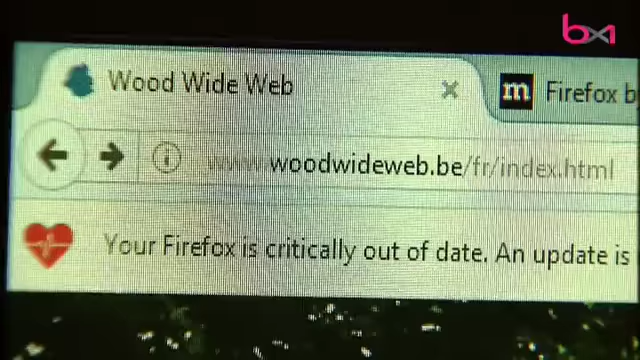 bx1
Wood Wide Web
m Firefox b
www.woodwideweb.be/fr/index.html
Your Firefox is critically out of date. An update is